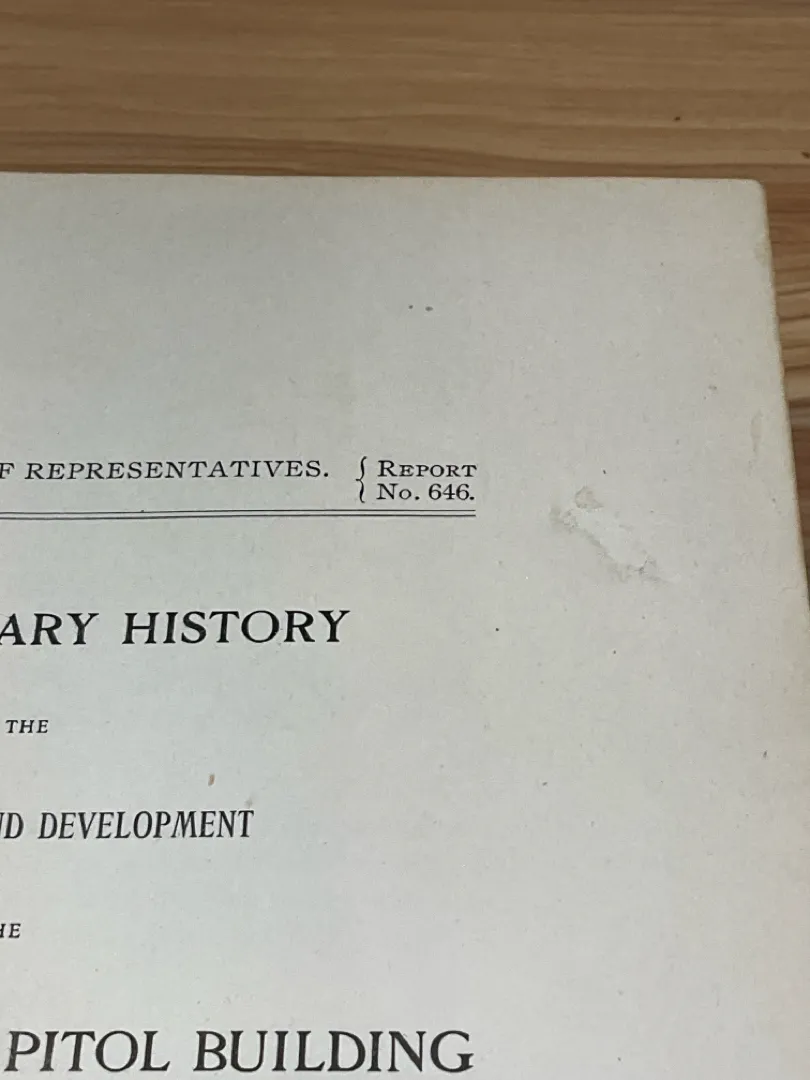 F REPRESENTATIVES. { REPORT
No. 646.
ARY HISTORY
THE
ND DEVELOPMENT
HE
PITOL BUILDING